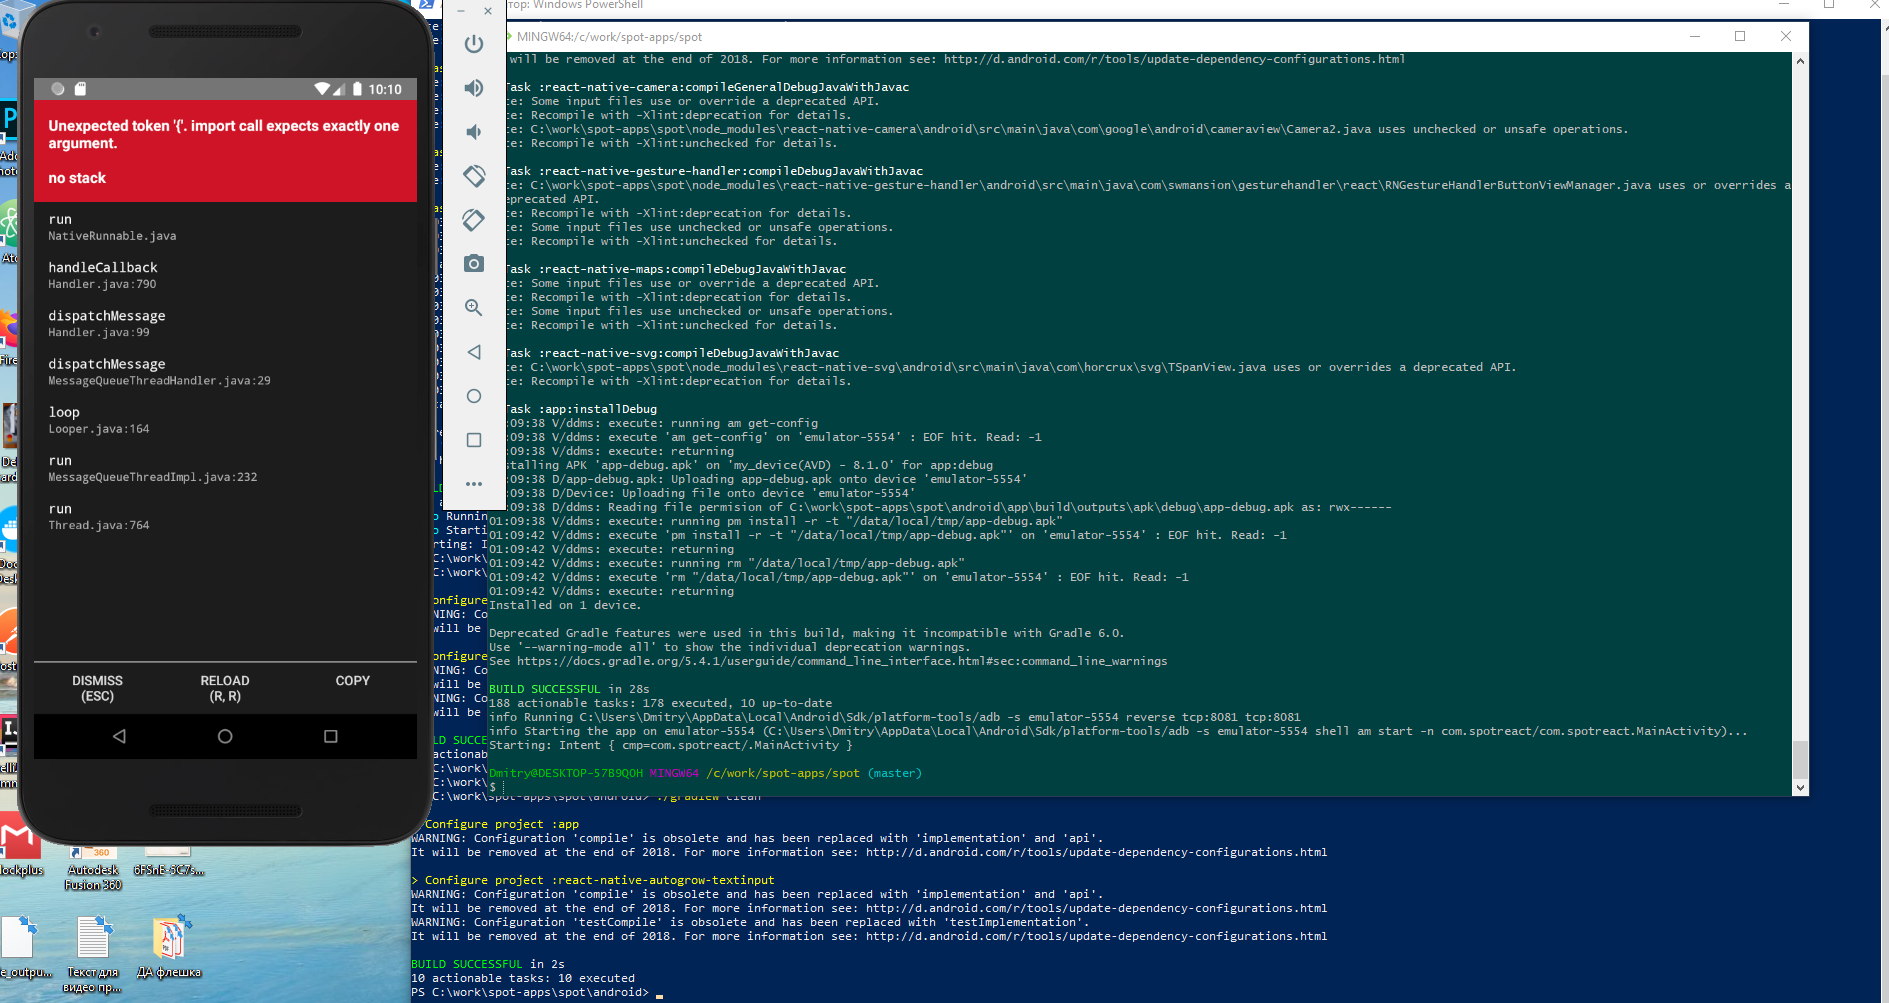 тор: Windows PowerShell
MINGW64:/c/work/spot-apps/spot
10:10
Unexpected token '{'. import call expects exactly one
argument.
no stack
run
NativeRunnable.java
handleCallback
Handler.java:790
dispatchMessage
Handler.java:99
dispatchMessage
MessageQueueThreadHandler.java:29
loop
Looper.java:164
run
MessageQueueThreadImpl.java:232
run
Thread.java:764
DISMISS
(ESC)
RELOAD
(R, R)
COPY
will be removed at the end of 2018. For more information see: http://d.android.com/r/tools/update-dependency-configurations.html
Task :react-native-camera:compileGeneralDebugJavaWithJavac
te: Some input files use or override a deprecated API.
te: Recompile with -Xlint:deprecation for details.
te: C:\work\spot-apps\spot\node_modules\react-native-camera\android\src\main\java\com\google\android\cameraview\Camera2.java uses unchecked or unsafe operations.
te: Recompile with -Xlint:unchecked for details.
Task :react-native-gesture-handler:compileDebugJavaWithJavac
te: C:\work\spot-apps\spot\node_modules\react-native-gesture-handler\android\src\main\java\com\swmansion\gesturehandler\react\RNGestureHandlerButtonViewManager.java uses or overrides a
eprecated API.
te: Recompile with -Xlint:deprecation for details.
te: Some input files use unchecked or unsafe operations.
te: Recompile with -Xlint:unchecked for details.
Task :react-native-maps:compileDebugJavaWithJavac
te: Some input files use or override a deprecated API.
te: Recompile with -Xlint:deprecation for details.
te: Some input files use unchecked or unsafe operations.
te: Recompile with -Xlint:unchecked for details.
Task :react-native-svg:compileDebugJavaWithJavac
te: C:\work\spot-apps\spot\node_modules\react-native-svg\android\src\main\java\com\horcrux\svg\TSpanView.java uses or overrides a deprecated API.
te: Recompile with -Xlint:deprecation for details.
Task :app:installDebug
:09:38 V/ddms: execute: running am get-config
:09:38 V/ddms: execute 'am get-config' on 'emulator-5554' : EOF hit. Read: -1
:09:38 V/ddms: execute: returning
stalling APK 'app-debug.apk' on 'my_device(AVD) - 8.1.0' for app:debug
:09:38 D/app-debug.apk: Uploading app-debug.apk onto device 'emulator-5554'
:09:38 D/Device: Uploading file onto device 'emulator-5554'
:09:38 D/ddms: Reading file permision of C:\work\spot-apps\spot\android\app\build\outputs\apk\debug\app-debug.apk as: rwx------
01:09:38 V/ddms: execute: running pm install -r -t "/data/local/tmp/app-debug.apk"
01:09:42 V/ddms: execute 'pm install -r -t "/data/local/tmp/app-debug.apk"' on 'emulator-5554' : EOF hit. Read: -1
01:09:42 V/ddms: execute: returning
01:09:42 V/ddms: execute: running rm "/data/local/tmp/app-debug.apk"
01:09:42 V/ddms: execute 'rm "/data/local/tmp/app-debug.apk"' on 'emulator-5554' : EOF hit. Read: -1
01:09:42 V/ddms: execute: returning
Installed on 1 device.
Deprecated Gradle features were used in this build, making it incompatible with Gradle 6.0.
Use '--warning-mode all' to show the individual deprecation warnings.
See https://docs.gradle.org/5.4.1/userguide/command_line_interface.html#sec:command_line_warnings
BUILD SUCCESSFUL in 28s
188 actionable tasks: 178 executed, 10 up-to-date
info Running C:\Users\Dmitry\AppData\Local\Android\Sdk/platform-tools/adb -s emulator-5554 reverse tcp:8081 tcp:8081
info Starting the app on emulator-5554 (C:\Users\Dmitry\AppData\Local\Android\Sdk/platform-tools/adb -s emulator-5554 shell am start -n com.spotreact/com.spotreact.MainActivity)...
Starting: Intent { cmp=com.spotreact/.MainActivity }
Dmitry@DESKTOP-57B9QOH MINGW64 /c/work/spot-apps/spot (master)
$
C:\work\spot-apps\spot\android> ./gradlew clean
Configure project :app
WARNING: Configuration 'compile' is obsolete and has been replaced with 'implementation' and 'api'.
It will be removed at the end of 2018. For more information see: http://d.android.com/r/tools/update-dependency-configurations.html
> Configure project :react-native-autogrow-textinput
WARNING: Configuration 'compile' is obsolete and has been replaced with 'implementation' and 'api'.
It will be removed at the end of 2018. For more information see: http://d.android.com/r/tools/update-dependency-configurations.html
WARNING: Configuration 'testCompile' is obsolete and has been replaced with 'testImplementation'.
It will be removed at the end of 2018. For more information see: http://d.android.com/r/tools/update-dependency-configurations.html
BUILD SUCCESSFUL in 2s
10 actionable tasks: 10 executed
PS C:\work\spot-apps\spot\android>
lockplus
360
Autodesk
Fusion 360
6FShE-5C7s...
e_outpu...
Текст для
видео пр...
ДА флешка